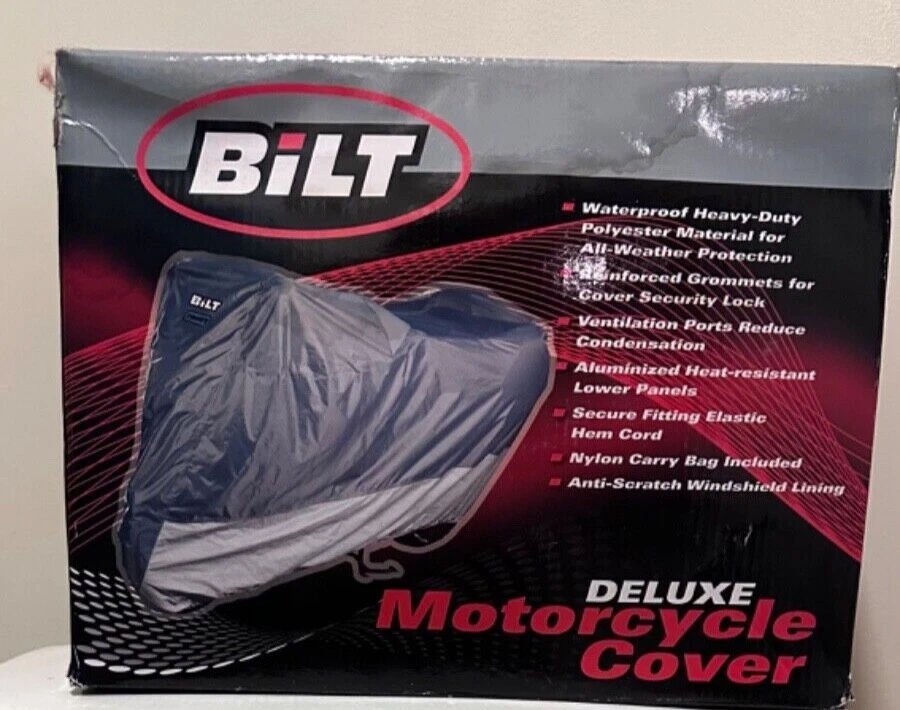 BiLT
Waterproof Heavy-Duty
Polyester Material for
All-Weather Protection
Reinforced Grommets for
Cover Security Lock
Ventilation Ports Reduce
Condensation
Aluminized Heat-resistant
Lower Panels
Secure Fitting Elastic
Hem Cord
Nylon Carry Bag Included
Anti-Scratch Windshield Lining
BiLT
DELUXE
Motorcycle
Cover